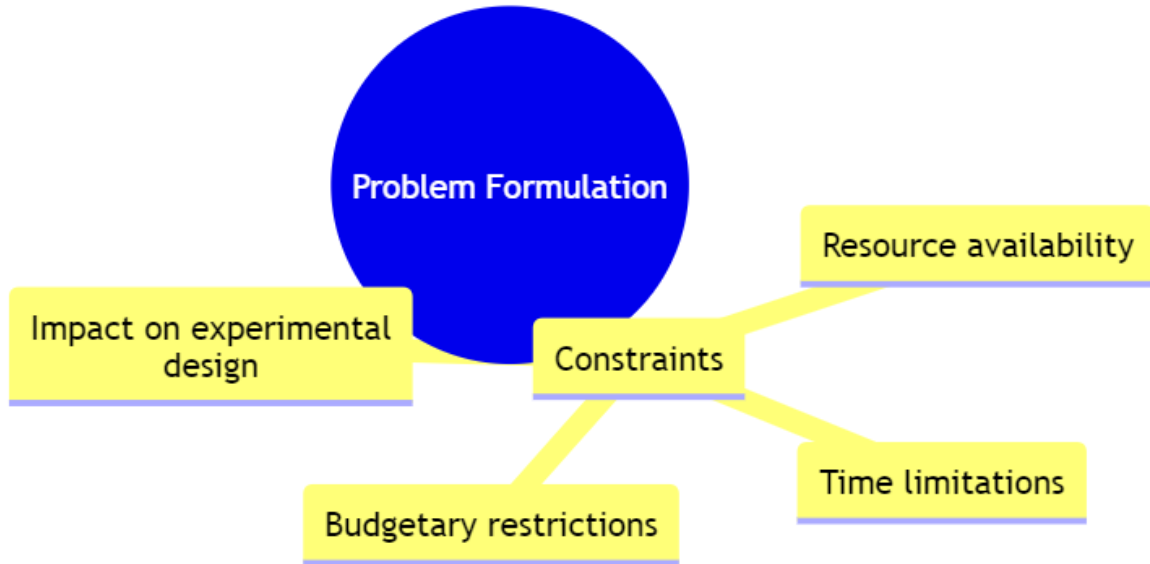 Problem Formulation
Resource availability
Impact on experimental
design
Constraints
Time limitations
Budgetary restrictions